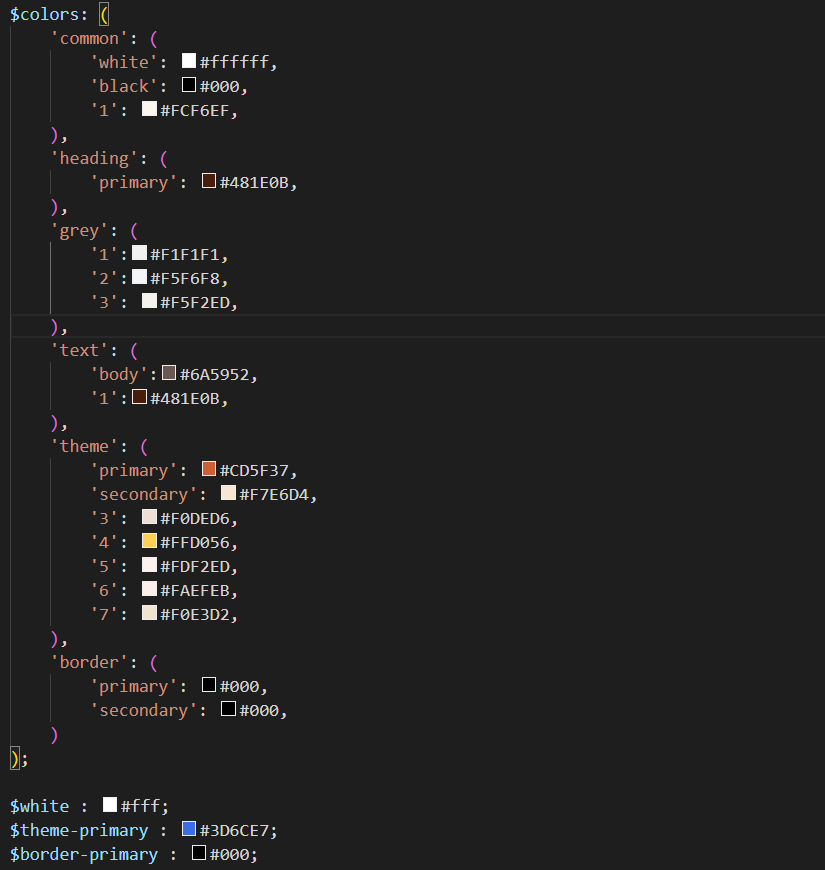 $colors: (
'common': (
'white': #ffffff,
'black': #000,
'1': #FCF6EF,
),
'heading': (
'primary': #481E0B,
),
'grey': (
'1':#F1F1F1,
'2':#F5F6F8,
'3': #F5F2ED,
),
'text': (
'body':#6A5952,
'1':#481E0B,
),
'theme': (
'primary': #CD5F37,
'secondary': #F7E6D4,
'3': #F0DED6,
'4': #FFD056,
'5': #FDF2ED,
'6': #FAEFEB,
'7': #F0E3D2,
),
'border': (
'primary': #000,
'secondary': #000,
)
);
$white : #fff;
$theme-primary : #3D6CE7;
$border-primary : #000;